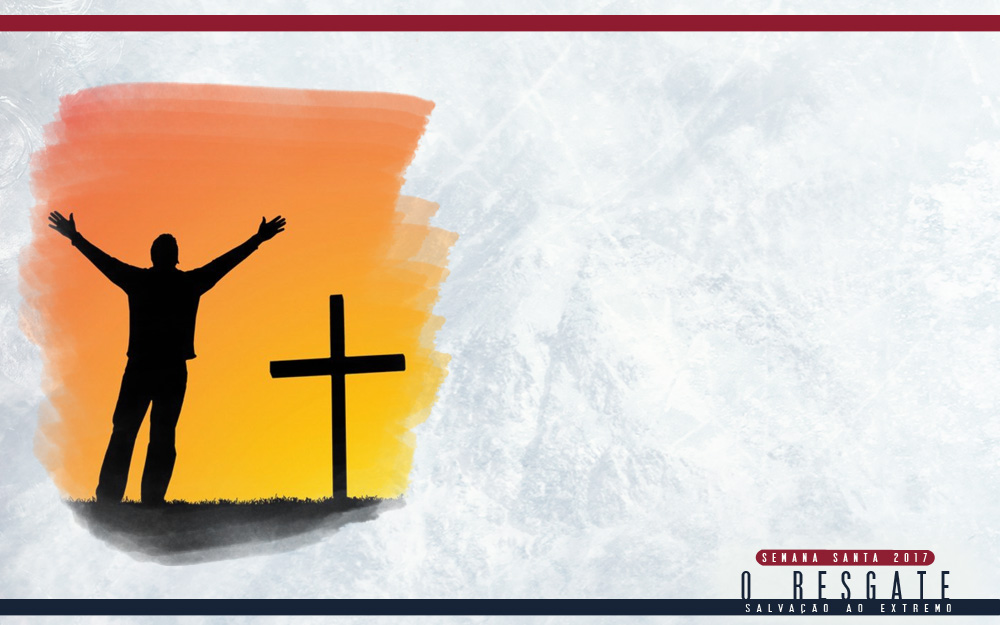 SEMANA SANTA 2017
O RESGATE
SALVAÇÃO AO EXTREMO